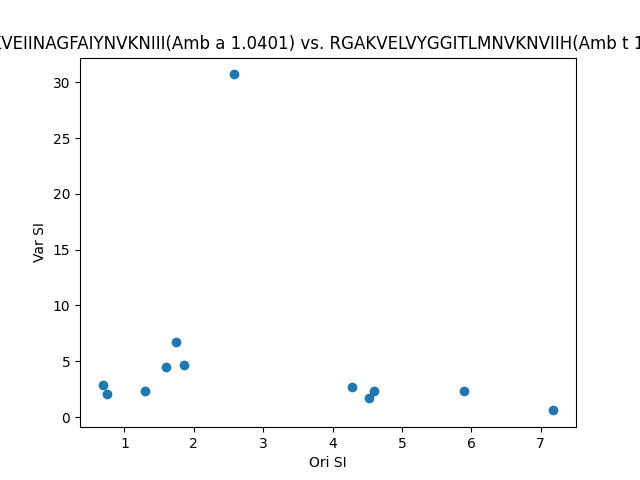 VEIINAGFAIYNVKNIII(Amb a 1.0401) vs. RGAKVELVYGGITLMNVKNVIIH(Amb t 1
30
25
20
15
10
5
0
Var SI
1 2 3 4 5 6 7
Ori SI